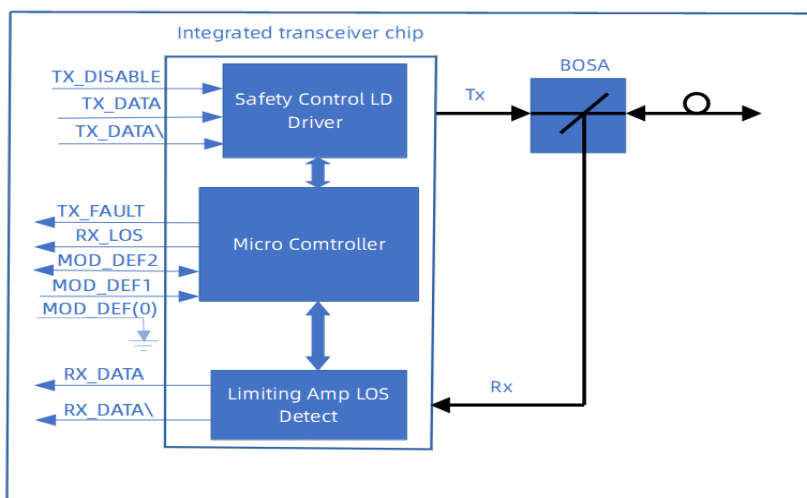 Integrated transceiver chip
BOSA
TX_DISABLE
TX_DATA
TX_DATA\
Safety Control LD
Driver
Tx
TX_FAULT
RX_LOS
MOD_DEF2
MOD_DEF1
MOD_DEF(0)
Micro Comtroller
RX_DATA
RX_DATA\
Limiting Amp LOS
Detect
Rx